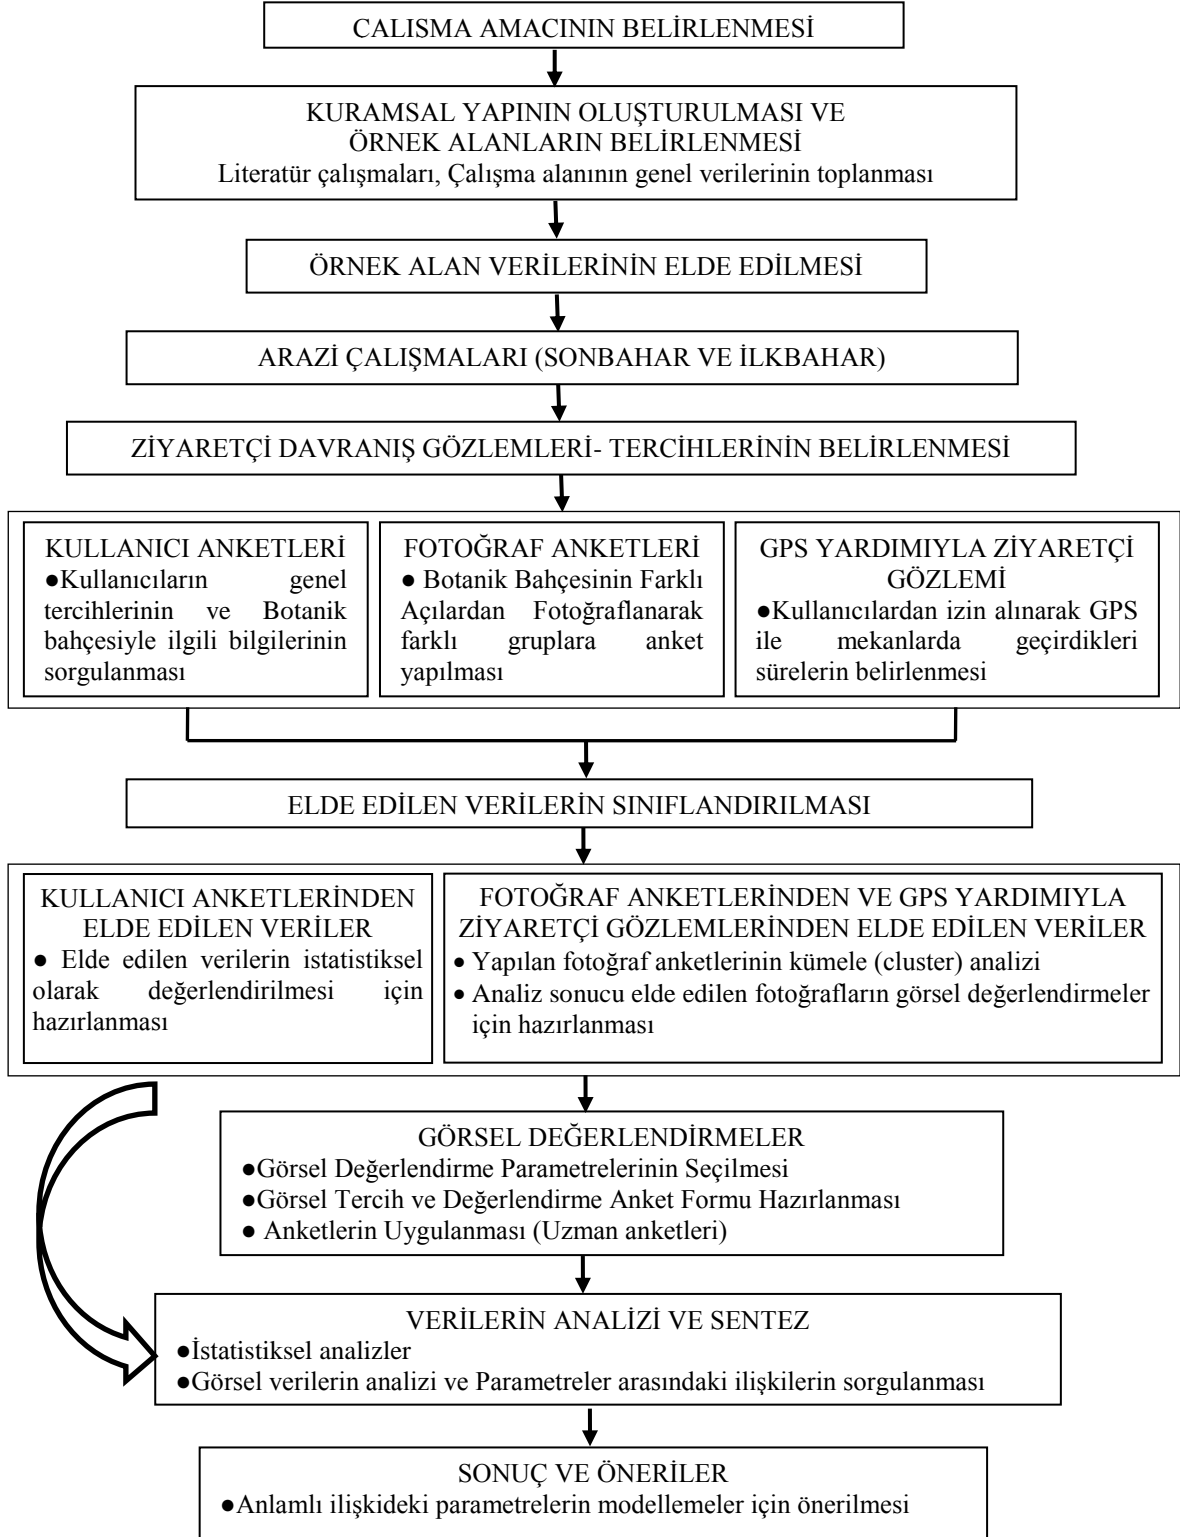 CALISMA AMACININ BELİRLENMESİ
KURAMSAL YAPININ OLUŞTURULMASI VE
ÖRNEK ALANLARIN BELİRLENMESİ
Literatür çalışmaları, Çalışma alanının genel verilerinin toplanması
ÖRNEK ALAN VERİLERİNİN ELDE EDİLMESİ
ARAZİ ÇALIŞMALARI (SONBAHAR VE İLKBAHAR)
ZİYARETÇİ DAVRANIŞ GÖZLEMLERİ- TERCİHLERİNİN BELİRLENMESİ
KULLANICI ANKETLERİ
●Kullanıcıların genel
tercihlerinin ve Botanik
bahçesiyle ilgili bilgilerinin
sorgulanması
FOTOĞRAF ANKETLERİ
● Botanik Bahçesinin Farklı
Açılardan Fotoğraflanarak
farklı gruplara anket
yapılması
GPS YARDIMIYLA ZİYARETÇİ
GÖZLEMİ
●Kullanıcılardan izin alınarak GPS
ile mekanlarda geçirdikleri
sürelerin belirlenmesi
ELDE EDİLEN VERİLERİN SINIFLANDIRILMASI
KULLANICI ANKETLERİNDEN
ELDE EDİLEN VERİLER
● Elde edilen verilerin istatistiksel
olarak değerlendirilmesi için
hazırlanması
FOTOĞRAF ANKETLERİNDEN VE GPS YARDIMIYLA
ZİYARETÇİ GÖZLEMLERİNDEN ELDE EDİLEN VERİLER
• Yapılan fotoğraf anketlerinin kümele (cluster) analizi
• Analiz sonucu elde edilen fotoğrafların görsel değerlendirmeler
için hazırlanması
GÖRSEL DEĞERLENDİRMELER
●Görsel Değerlendirme Parametrelerinin Seçilmesi
●Görsel Tercih ve Değerlendirme Anket Formu Hazırlanması
● Anketlerin Uygulanması (Uzman anketleri)
VERİLERİN ANALİZİ VE SENTEZ
●İstatistiksel analizler
●Görsel verilerin analizi ve Parametreler arasındaki ilişkilerin sorgulanması
SONUÇ VE ÖNERİLER
●Anlamlı ilişkideki parametrelerin modellemeler için önerilmesi